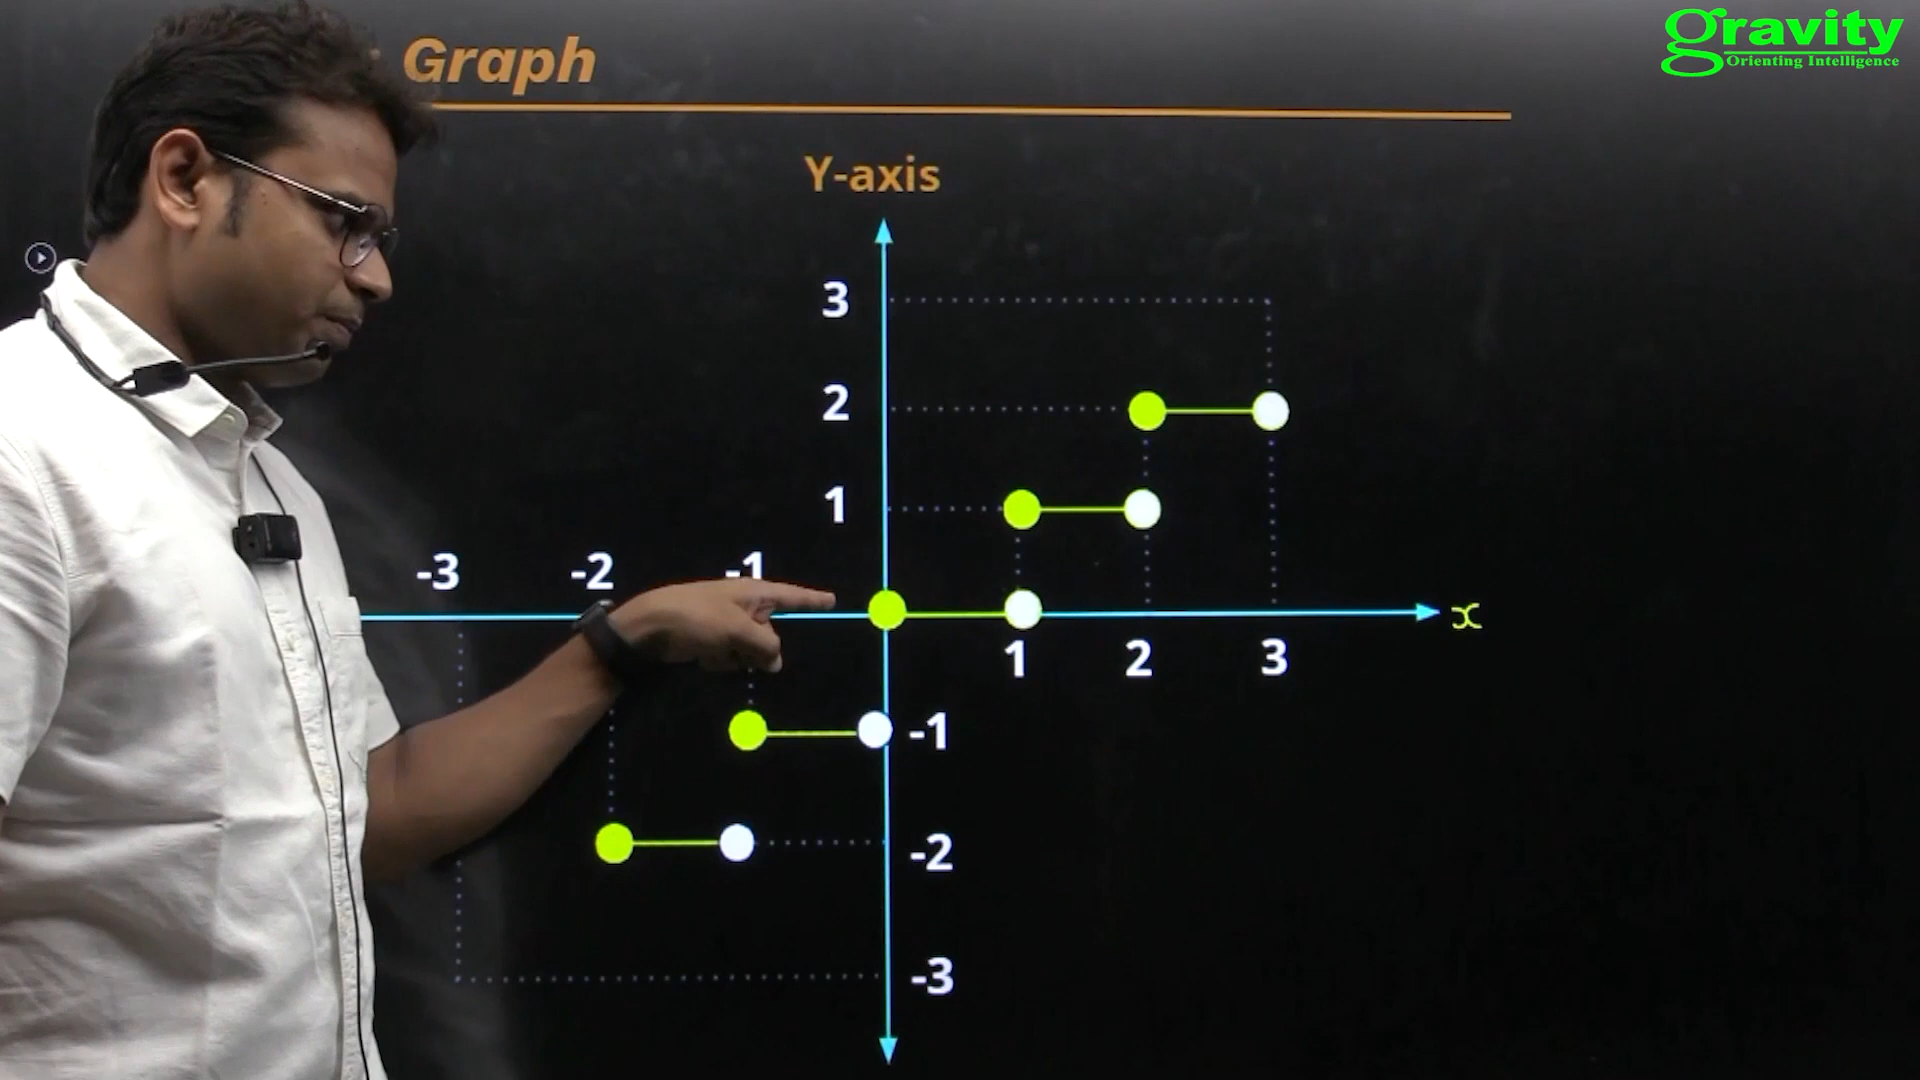 Graph
gravity
Orienting Intelligence
Y-axis
3
2
1
-3 -2 -1
x
1 2 3
-1
-2
-3